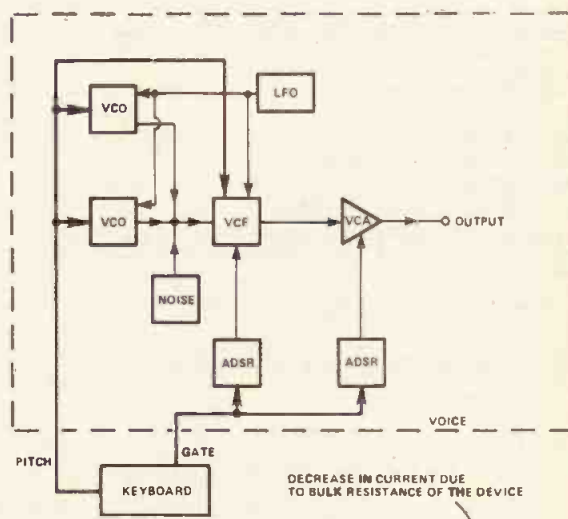 LFO
VCO
VCO
VCF
VCA
OUTPUT
NOISE
ADSR
ADSR
VOICE
PITCH
GATE
KEYBOARD
DECREASE IN CURRENT DUE
TO BULK RESISTANCE OF THE DEVICE